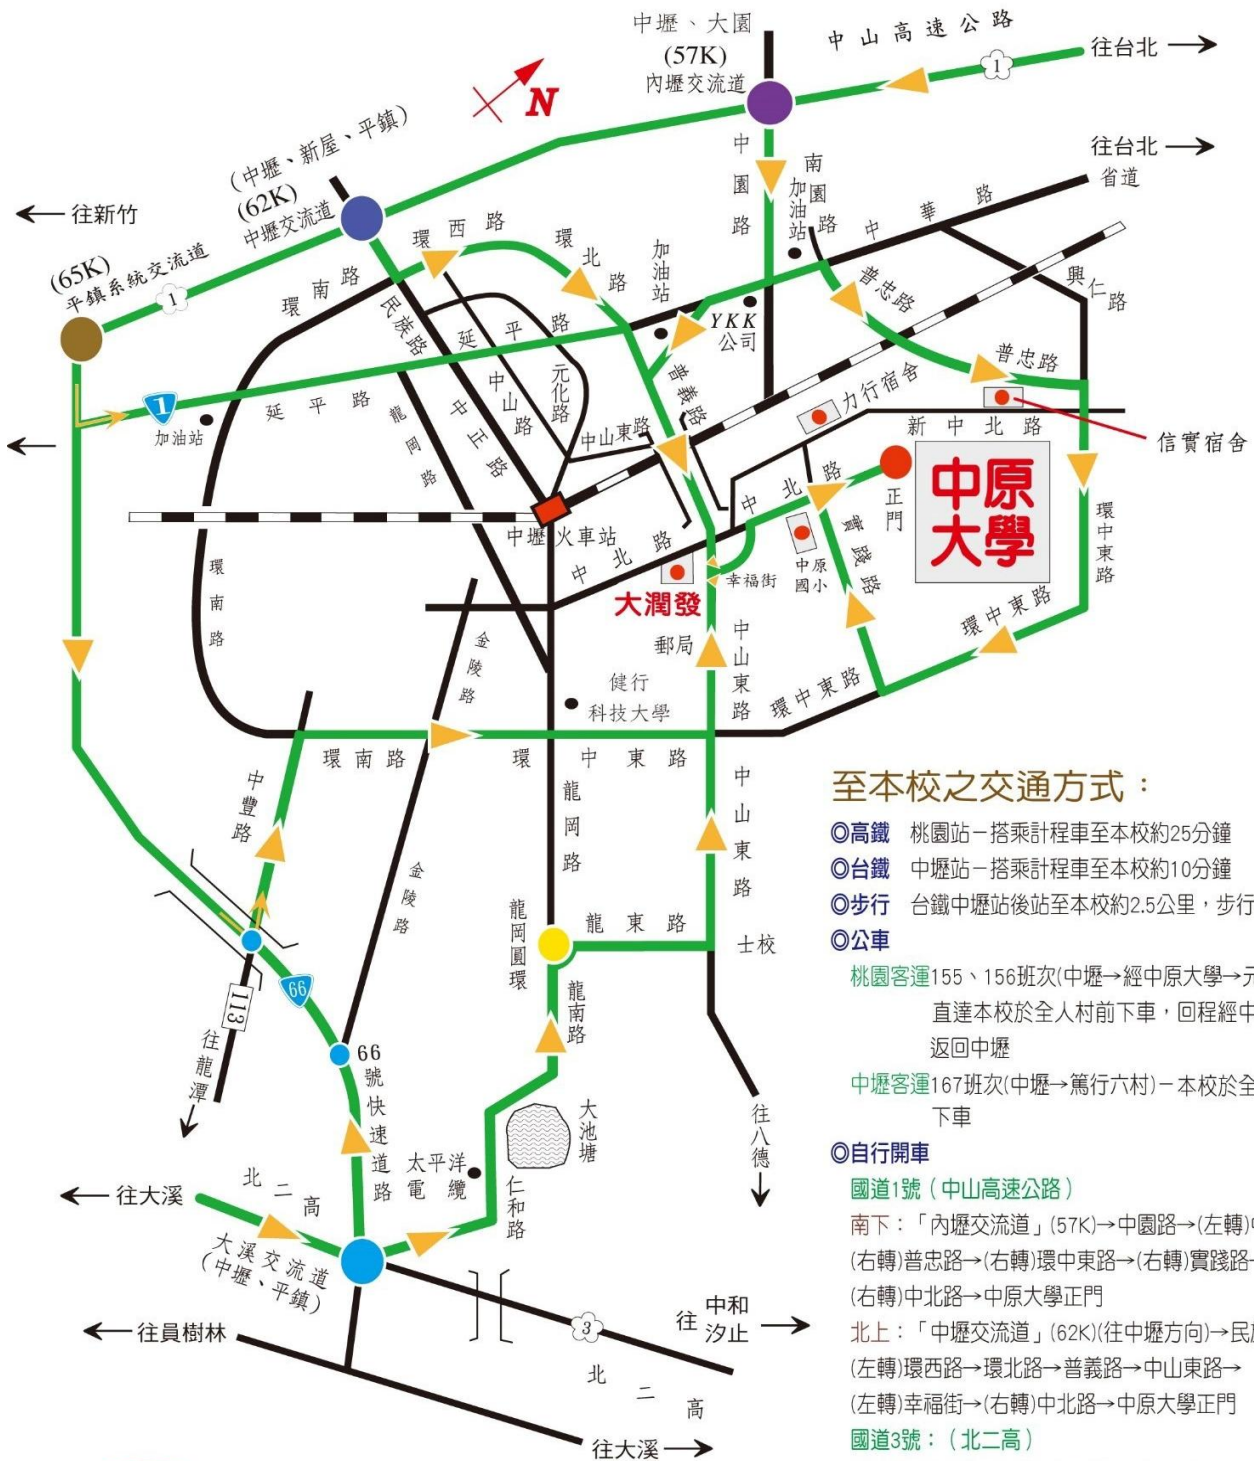 中壢、大園
(57K)
內壢交流道
中山高速公路
1
往台北
N
往台北
省道
(中壢、新屋、平鎮)
(62K)
中壢交流道
往新竹
(65K)
平鎮系統交流道
1
環南路
環西路
環北路
加油站
中園路
南園路
加油站
中華路
普忠路
興仁路
民族路
延平路
YKK
公司
普義路
普忠路
1
加油站
延平路
龍岡路
中正路
中山路
元化路
中山東路
力行宿舍
新中北路
信實宿舍
中原
大學
正門
中北路
中壢火車站
中北路
實踐路
中原
國小
環中東路
幸福街
大潤發
郵局
環南路
金陵路
中山東路
環中東路
環中東路
健行
科技大學
環南路
環中東路
中豐路
龍岡路
中山東路
金陵路
龍岡圓環
龍東路
士校
66
113
往龍潭
66
號快速道路
龍南路
大池塘
往八德
太平洋
電纜
仁和路
往大溪
北二高
大溪交流道
(中壢、平鎮)
往員樹林
3
往中和
汐止
北二高
往大溪
至本校之交通方式：
◎高鐵 桃園站－搭乘計程車至本校約25分鐘
◎台鐵 中壢站－搭乘計程車至本校約10分鐘
◎步行 台鐵中壢站後站至本校約2.5公里，步行
◎公車
桃園客運155、156班次(中壢→經中原大學→元
直達本校於全人村前下車，回程經中
返回中壢
中壢客運167班次(中壢→篤行六村)－本校於全
下車
◎自行開車
國道1號（中山高速公路）
南下：「內壢交流道」(57K)→中園路→(左轉)中
(右轉)普忠路→(右轉)環中東路→(右轉)實踐路→
(右轉)中北路→中原大學正門
北上：「中壢交流道」(62K)(往中壢方向)→民族
(左轉)環西路→環北路→普義路→中山東路→
(左轉)幸福街→(右轉)中北路→中原大學正門
國道3號：（北二高）